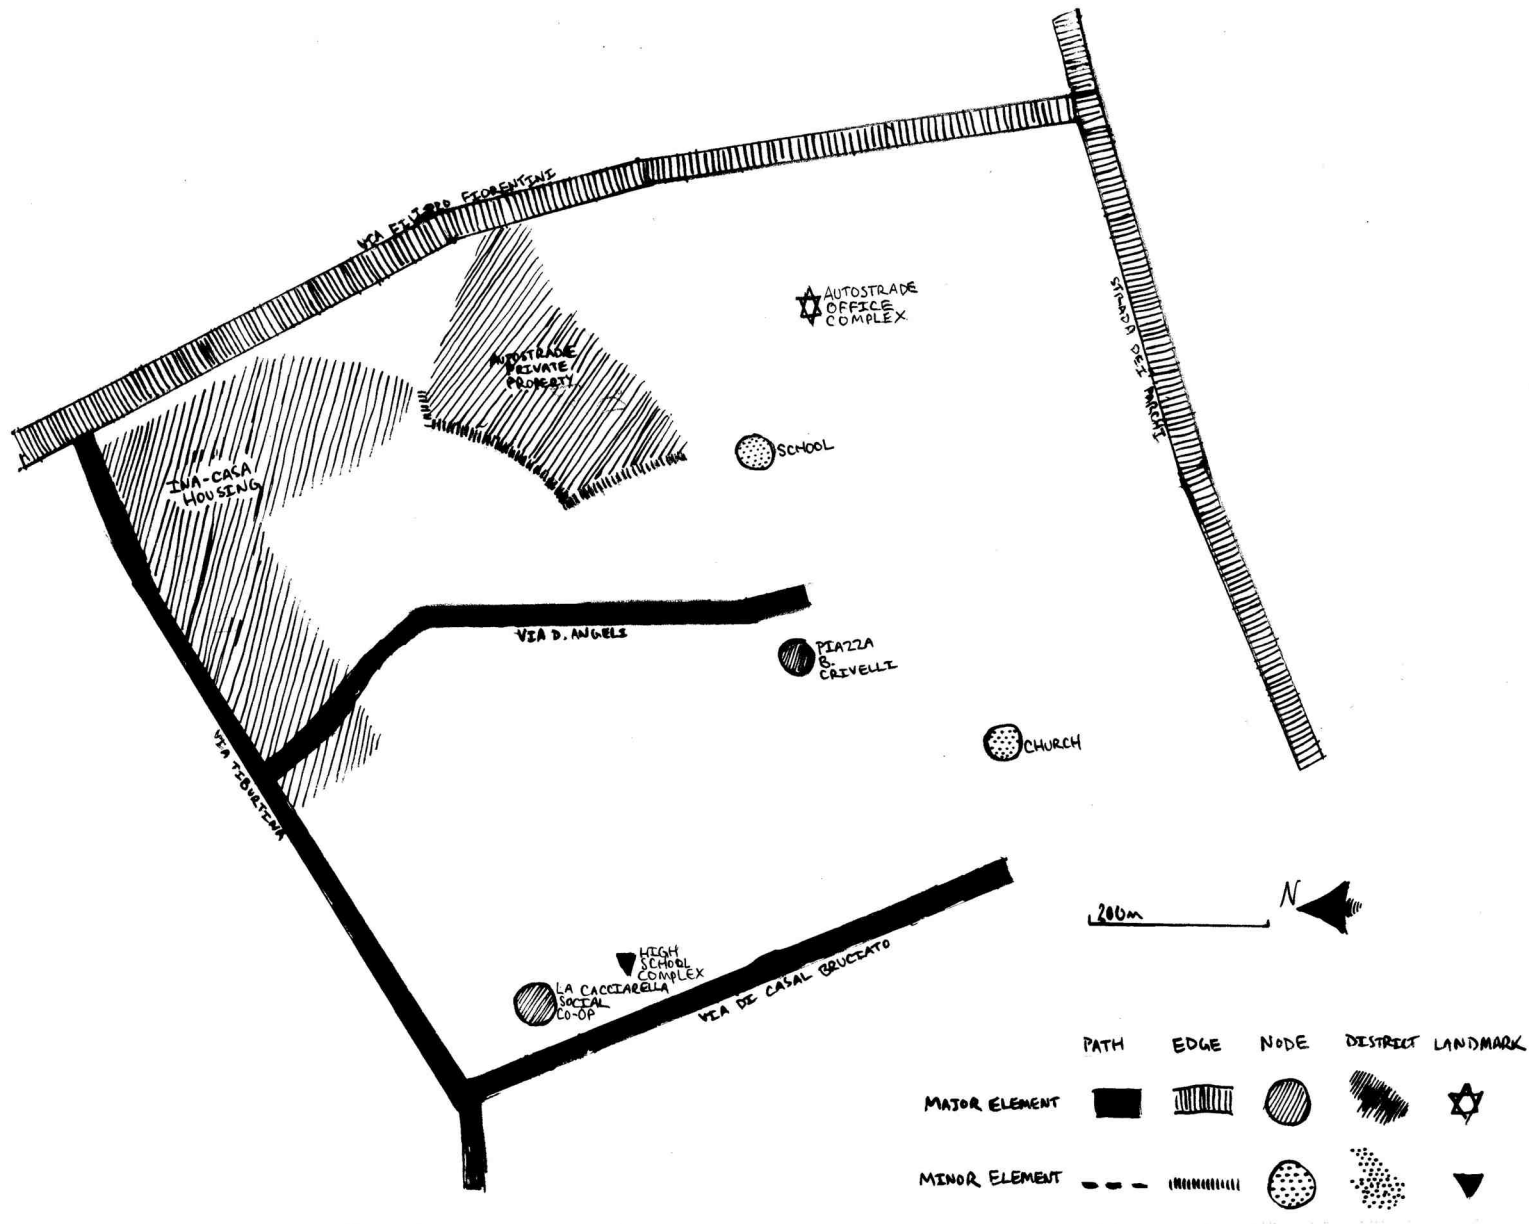 VIA FILIPPO FIORENTINI
AUTOSTRADE
OFFICE
COMPLEX
STRADA DEI PARCHI
AUTOSTRADE
PRIVATE
PROPERTY
SCHOOL
INA-CASA
HOUSING
VIA D. ANGELI
PIAZZA
B.
CRIVELLI
CHURCH
VIA TIBURTINA
N
200m
HIGH
SCHOOL
COMPLEX
LA CACCIARELLA
SOCIAL
CO-OP
VIA DI CASAL BRUCIATO
PATH EDGE NODE DISTRICT LANDMARK
MAJOR ELEMENT
MINOR ELEMENT